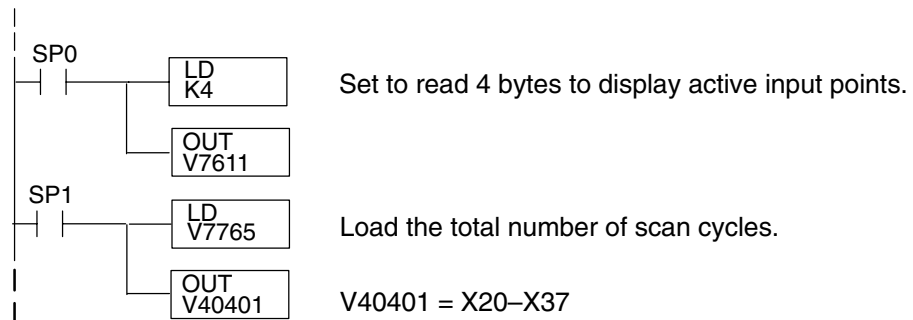 SP0
LD
K4
Set to read 4 bytes to display active input points.
OUT
V7611
SP1
LD
V7765
Load the total number of scan cycles.
OUT
V40401
V40401 = X20–X37